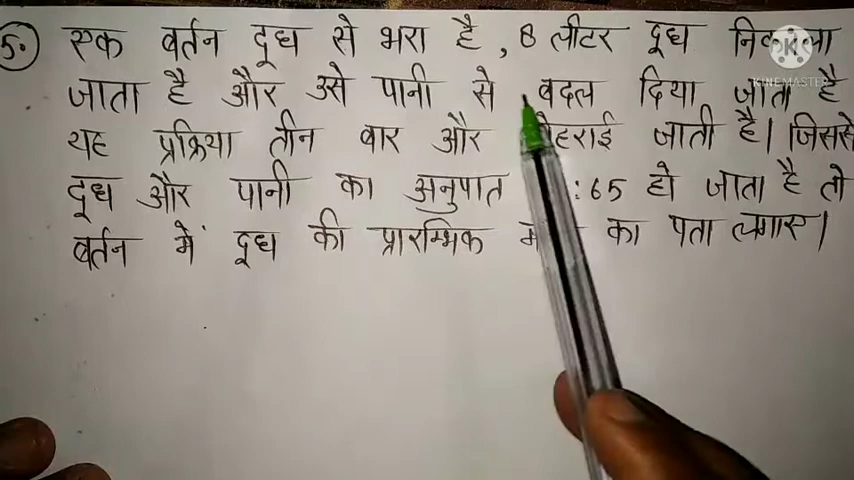 5. एक बर्तन दूध से भरा है, 8 लीटर दूध निकाला
जाता है और उसे पानी से बदल दिया जाता है
यह प्रक्रिया तीन बार और जाती है। जिससे
दूध और पानी का अनुपात :65 हो जाता है तो
बर्तन में दूध की प्रारम्भिक का पता लगाए।
KINEMASTER